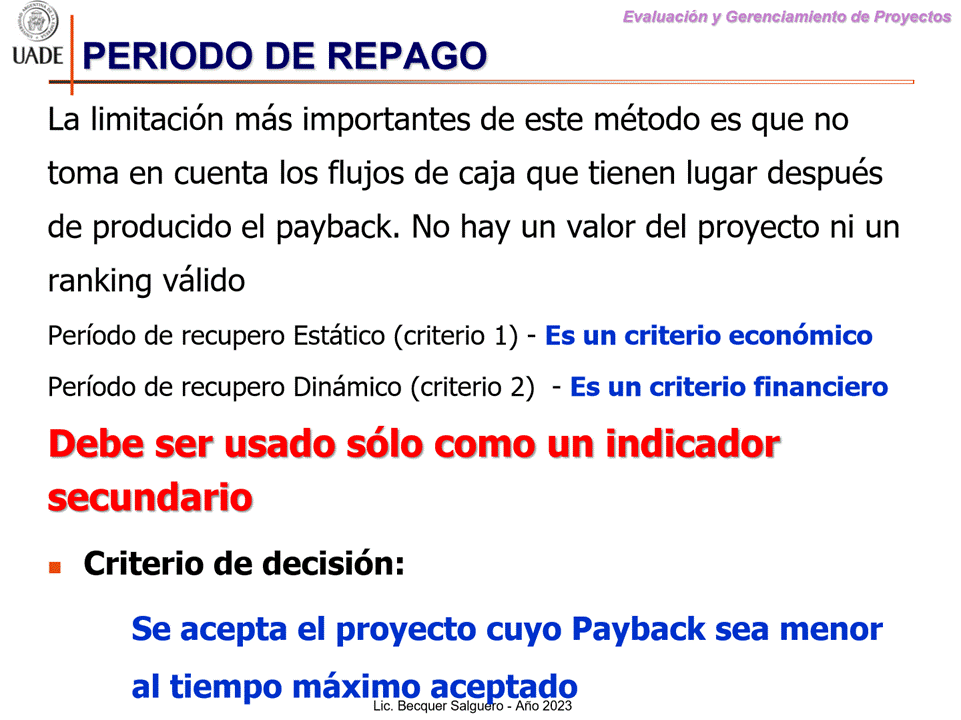 Evaluación y Gerenciamiento de Proyectos
UADE
PERIODO DE REPAGO
La limitación más importantes de este método es que no
toma en cuenta los flujos de caja que tienen lugar después
de producido el payback. No hay un valor del proyecto ni un
ranking válido
Período de recupero Estático (criterio 1) - Es un criterio económico
Período de recupero Dinámico (criterio 2)  - Es un criterio financiero
Debe ser usado sólo como un indicador
secundario
Criterio de decisión:
Se acepta el proyecto cuyo Payback sea menor
al tiempo máximo aceptado
Lic. Becquer Salguero - Año 2023